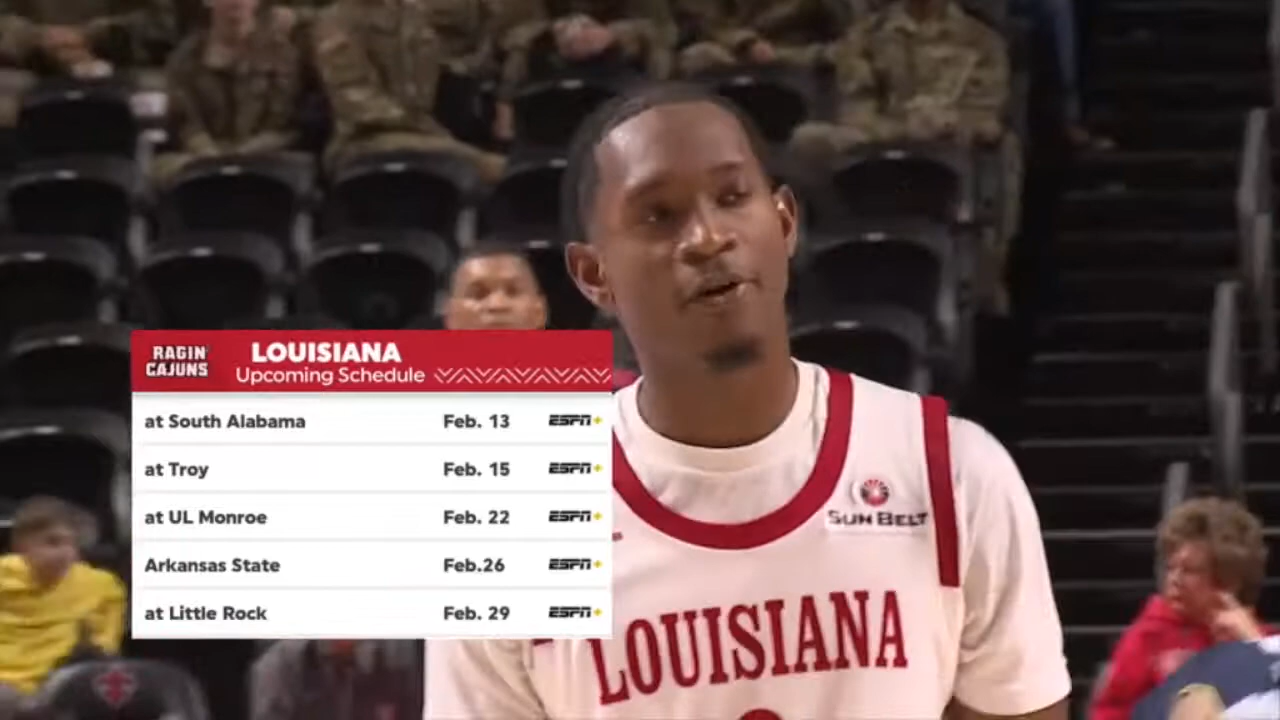 RAGIN'
CAJUNS
LOUISIANA
Upcoming Schedule
at South Alabama Feb. 13 ESPN+
at Troy Feb. 15 ESPN+
at UL Monroe Feb. 22 ESPN+
Arkansas State Feb.26 ESPN+
at Little Rock Feb. 29 ESPN+
SUN BELT
LOUISIANA